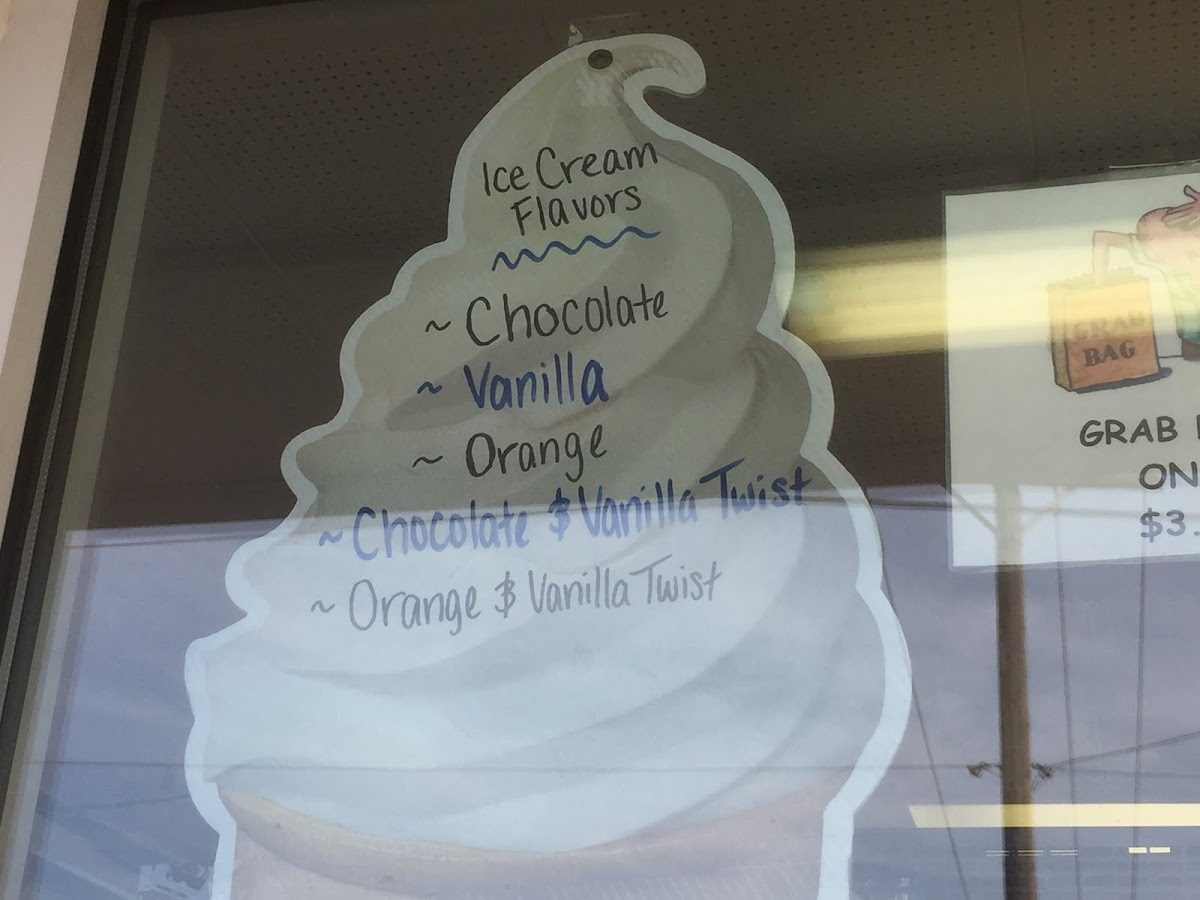 Ice Cream
Flavors
~ Chocolate
~ Vanilla
~ Orange
~ Chocolate & Vanilla Twist
~ Orange & Vanilla Twist
GRAB
BAG
GRAB
ON
$3.